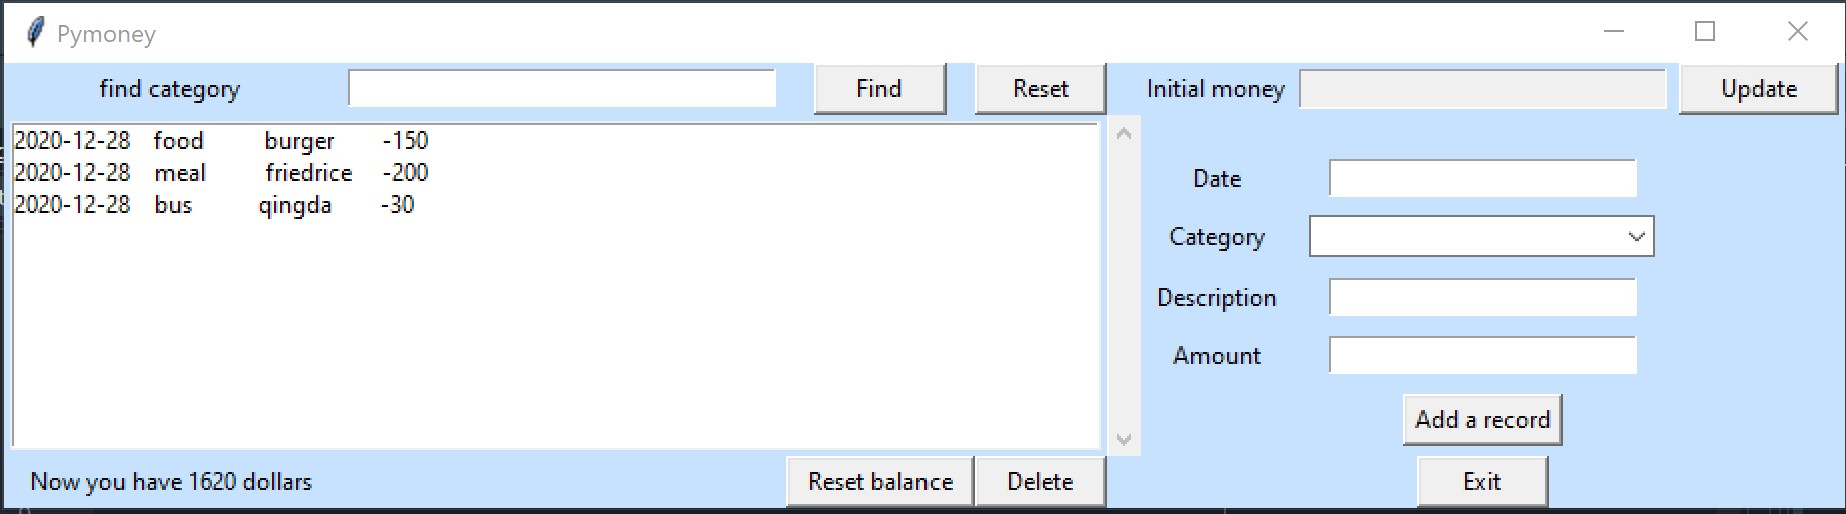 Pymoney
find category Find Reset Initial money Update
2020-12-28 food burger -150
2020-12-28 meal friedrice -200
2020-12-28 bus qingda -30
Date
Category
Description
Amount
Add a record
Now you have 1620 dollars Reset balance Delete Exit